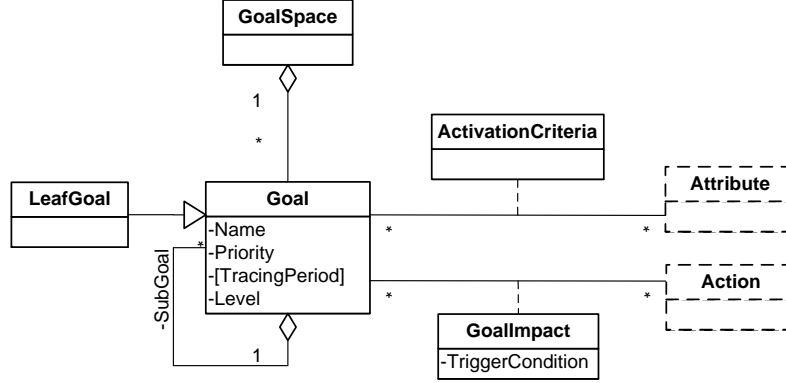 GoalSpace
1
*
ActivationCriteria
Attribute
LeafGoal
Goal
-Name
-Priority
-[TracingPeriod]
-Level
*
*
*
-SubGoal
1
Action
*
*
GoalImpact
-TriggerCondition